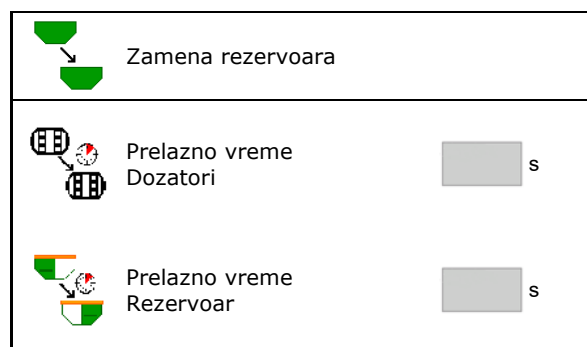 Zamena rezervoara
Prelazno vreme
Dozatori
s
Prelazno vreme
Rezervoar
s